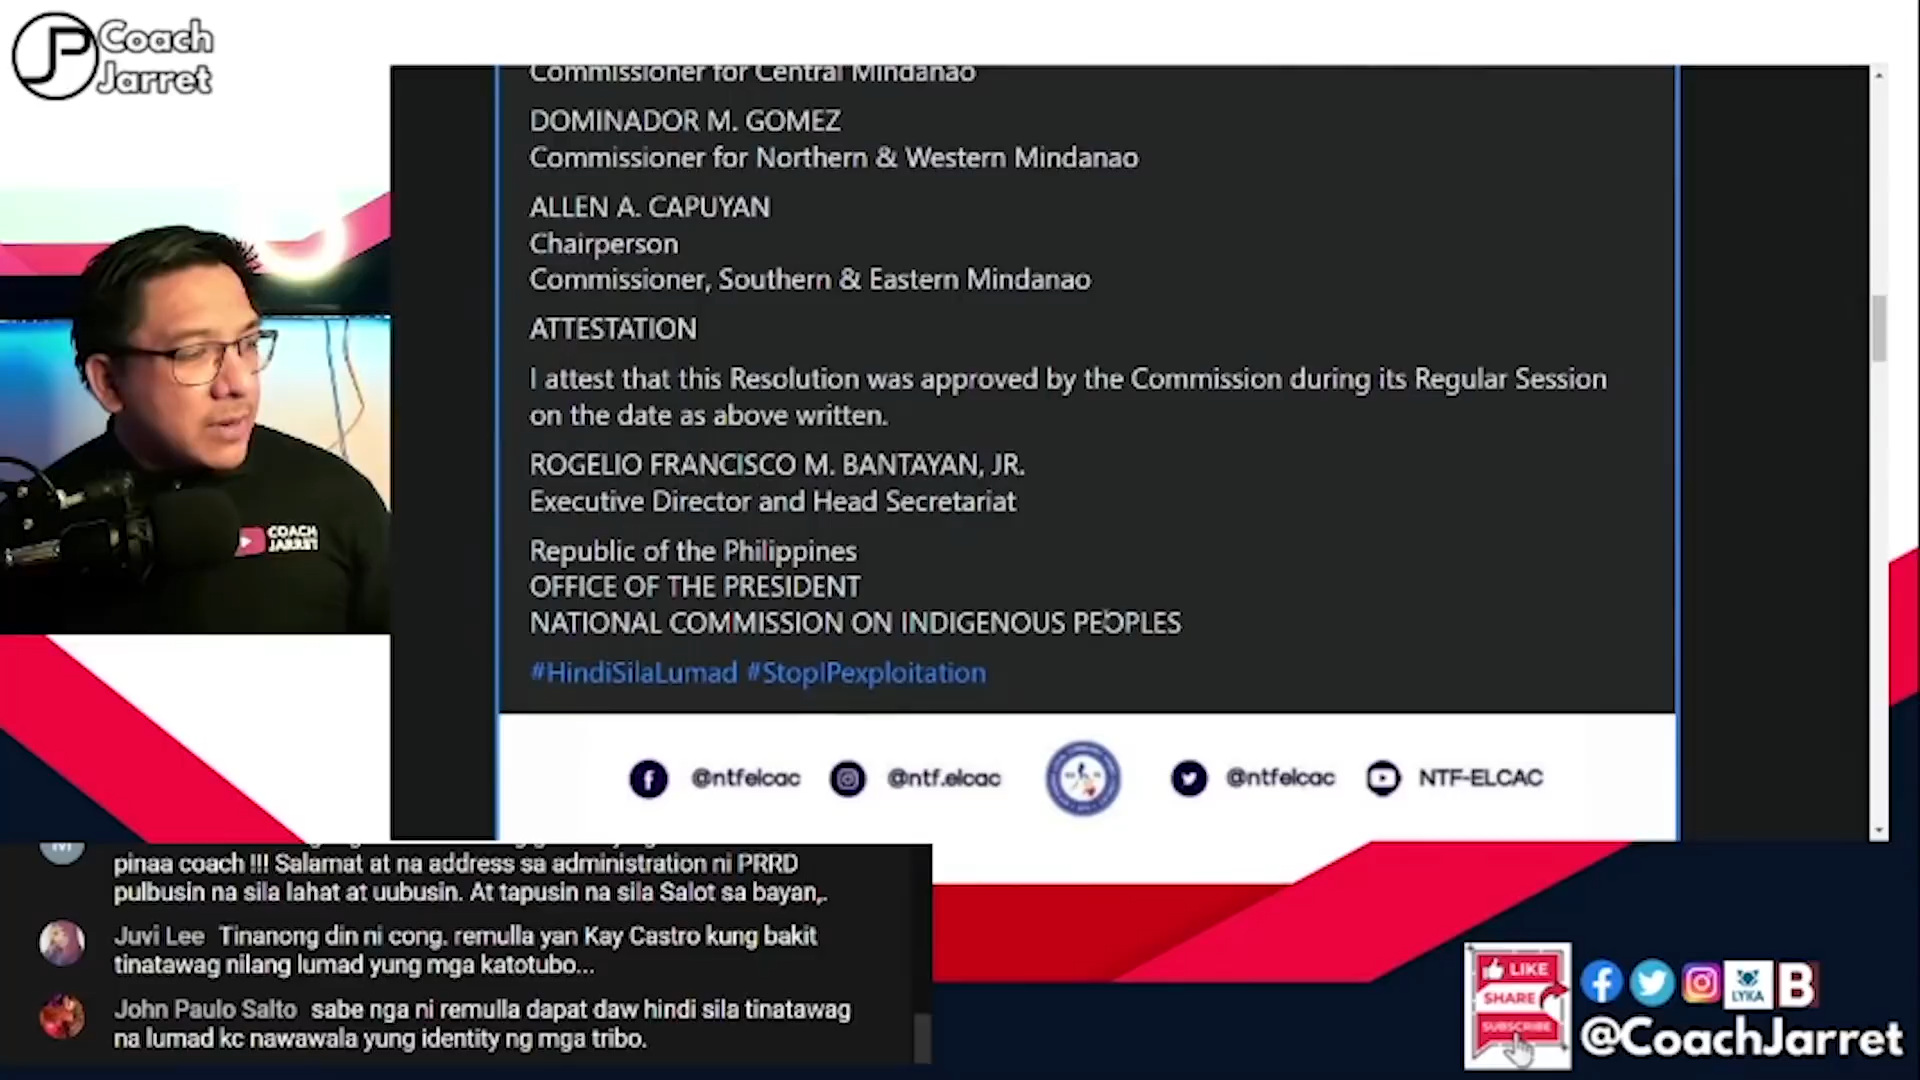 Coach
Jarret
Commissioner for Central Mindanao
DOMINADOR M. GOMEZ
Commissioner for Northern & Western Mindanao
ALLEN A. CAPUYAN
Chairperson
Commissioner, Southern & Eastern Mindanao
ATTESTATION
I attest that this Resolution was approved by the Commission during its Regular Session
on the date as above written.
ROGELIO FRANCISCO M. BANTAYAN, JR.
Executive Director and Head Secretariat
Republic of the Philippines
OFFICE OF THE PRESIDENT
NATIONAL COMMISSION ON INDIGENOUS PEOPLES
#HindiSilaLumad #StopIPexploitation
@ntfelcac @ntf.elcac @ntfelcac NTF-ELCAC
COACH
JARRET
pinaa coach !!! Salamat at na address sa administration ni PRRD
pulbusin na sila lahat at uubusin. At tapusin na sila Salot sa bayan,.
Juvi Lee Tinanong din ni cong. remulla yan Kay Castro kung bakit
tinatawag nilang lumad yung mga katotubo...
John Paulo Salto sabe nga ni remulla dapat daw hindi sila tinatawag
na lumad kc nawawala yung identity ng mga tribo.
LIKE
SHARE
SUBSCRIBE
LYKA
B
@CoachJarret